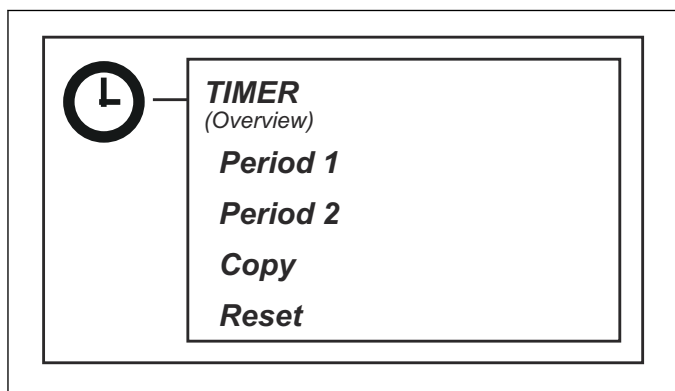 TIMER
(Overview)
Period 1
Period 2
Copy
Reset